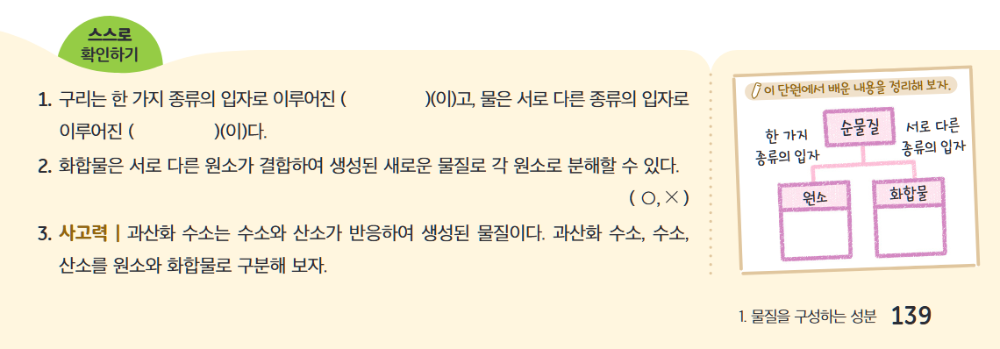 스스로
확인하기
1. 구리는 한 가지 종류의 입자로 이루어진 (          )(이)고, 물은 서로 다른 종류의 입자로
이루어진 (          )(이)다.
2. 화합물은 서로 다른 원소가 결합하여 생성된 새로운 물질로 각 원소로 분해할 수 있다.
( ○, × )
3. 사고력 | 과산화 수소는 수소와 산소가 반응하여 생성된 물질이다. 과산화 수소, 수소,
산소를 원소와 화합물로 구분해 보자.
이 단원에서 배운 내용을 정리해 보자.
순물질
한 가지
종류의 입자
서로 다른
종류의 입자
원소
화합물
1. 물질을 구성하는 성분 139